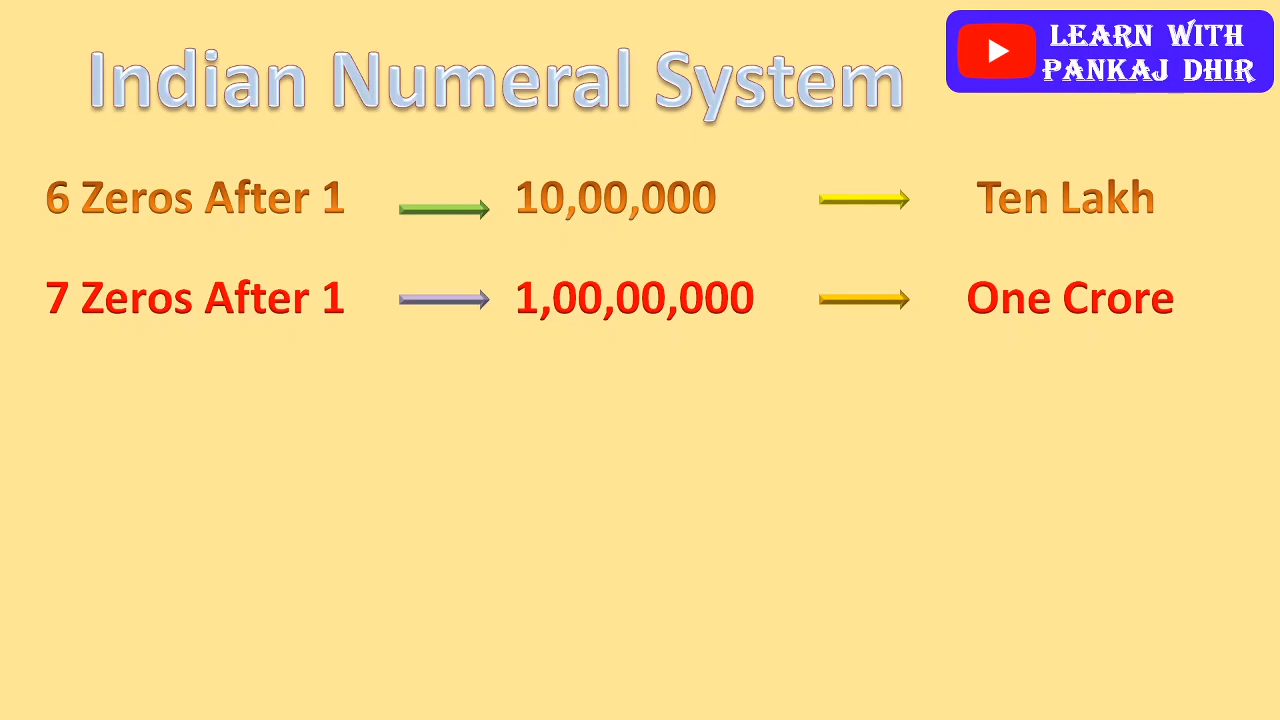 Indian Numeral System
LEARN WITH
PANKAJ DHIR
6 Zeros After 1 10,00,000 Ten Lakh
7 Zeros After 1 1,00,00,000 One Crore